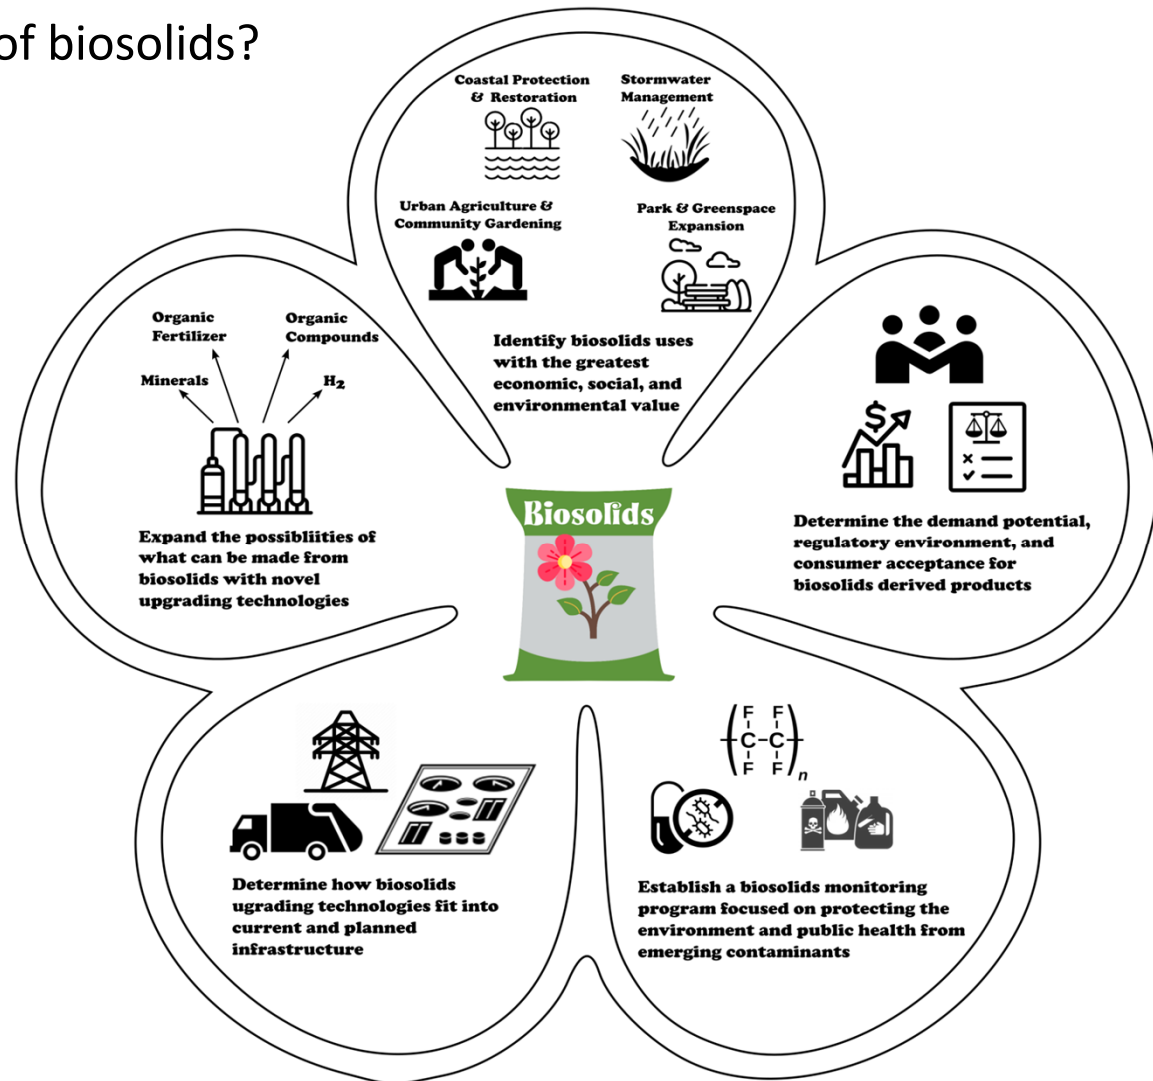 of biosolids?
Coastal Protection
& Restoration
Stormwater
Management
Urban Agriculture &
Community Gardening
Park & Greenspace
Expansion
Identify biosolids uses
with the greatest
economic, social, and
environmental value
Organic
Fertilizer
Organic
Compounds
Minerals
H2
Expand the possibliities of
what can be made from
biosolids with novel
upgrading technologies
$
Determine the demand potential,
regulatory environment, and
consumer acceptance for
biosolids derived products
Biosolids
Determine how biosolids
ugrading technologies fit into
current and planned
infrastructure
F F
C-C
F F n
Establish a biosolids monitoring
program focused on protecting the
environment and public health from
emerging contaminants